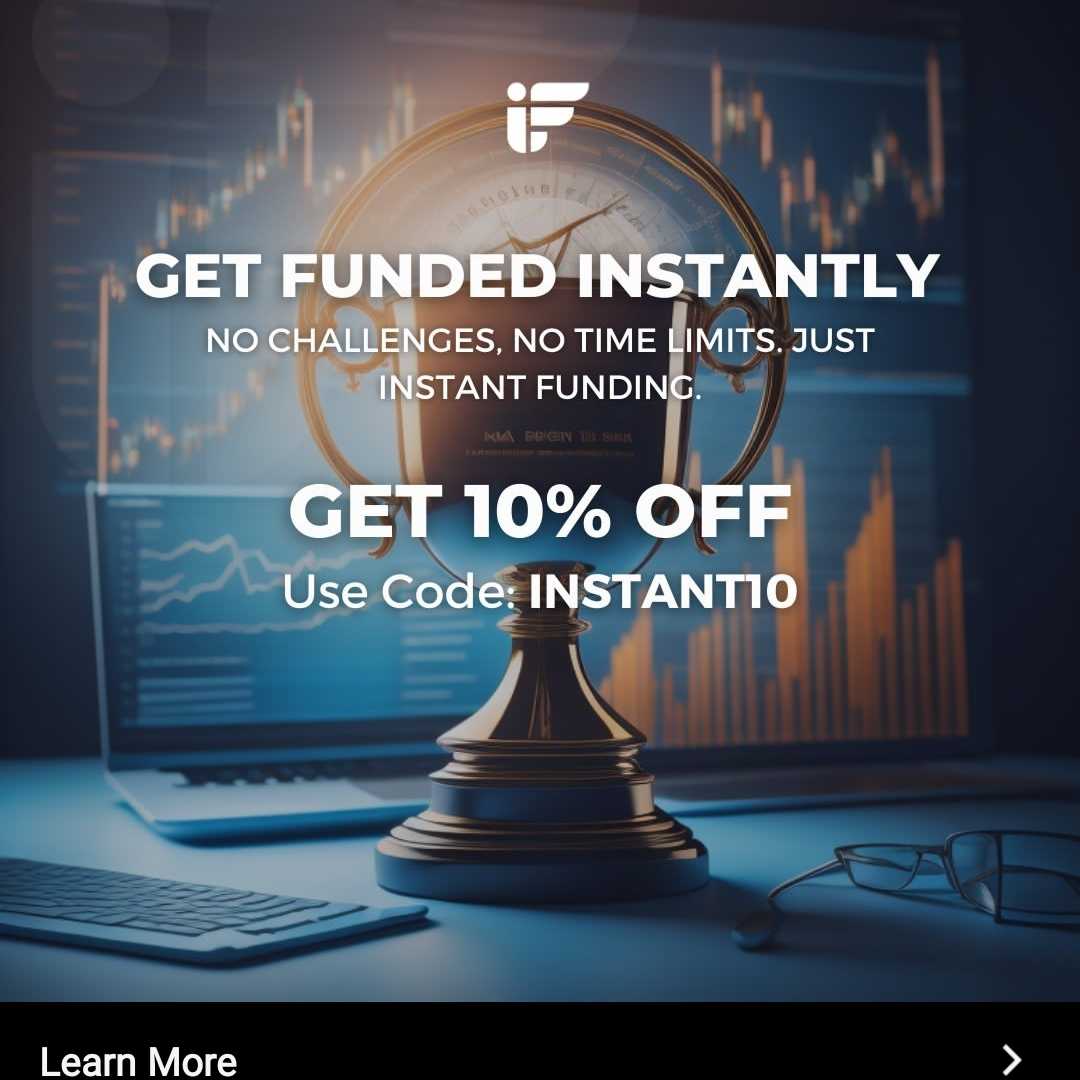 GET FUNDED INSTANTLY
NO CHALLENGES, NO TIME LIMITS. JUST
INSTANT FUNDING.
GET 10% OFF
Use Code: INSTANT10
Learn More